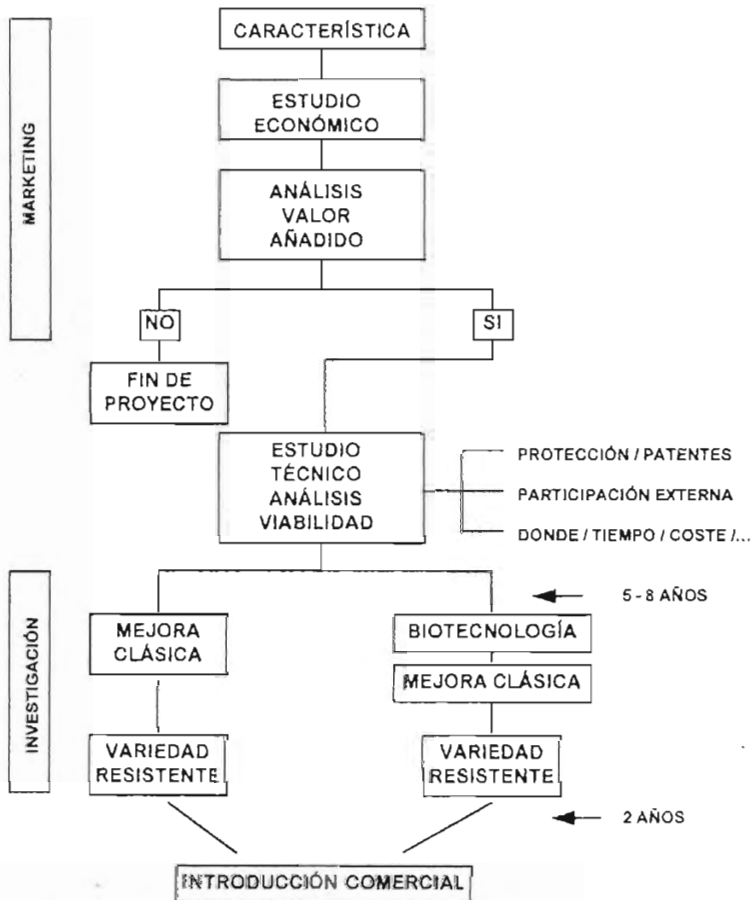 CARACTERÍSTICA
ESTUDIO
ECONÓMICO
MARKETING
ANÁLISIS
VALOR
AÑADIDO
NO
SI
FIN DE
PROYECTO
ESTUDIO
TÉCNICO
ANÁLISIS
VIABILIDAD
PROTECCIÓN / PATENTES
PARTICIPACIÓN EXTERNA
DONDE / TIEMPO / COSTE /...
INVESTIGACIÓN
5 - 8 AÑOS
MEJORA
CLÁSICA
BIOTECNOLOGÍA
MEJORA CLÁSICA
VARIEDAD
RESISTENTE
VARIEDAD
RESISTENTE
2 AÑOS
INTRODUCCIÓN COMERCIAL